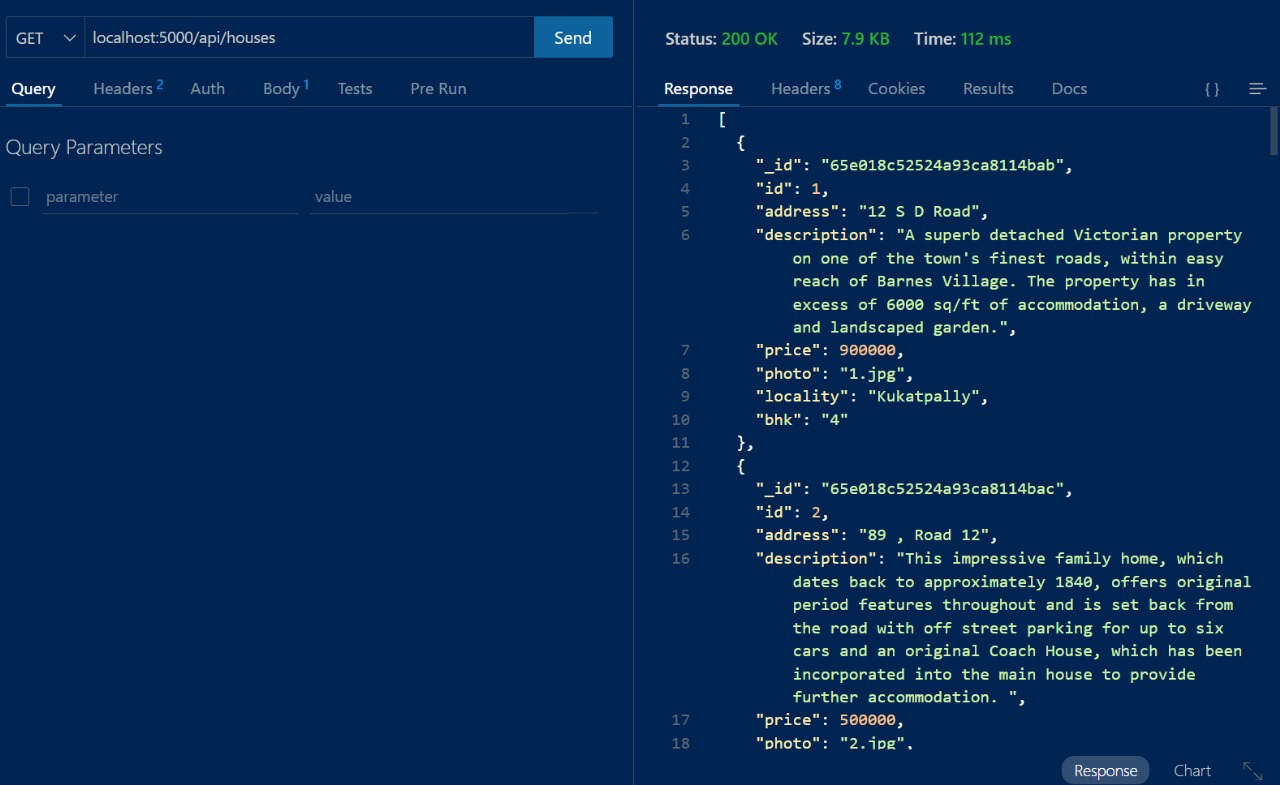 GET localhost:5000/api/houses Send
Query Headers 2 Auth Body 1 Tests Pre Run
Query Parameters
parameter value
Status: 200 OK Size: 7.9 KB Time: 112 ms
Response Headers 8 Cookies Results Docs { }
1 [
2 {
3 "_id": "65e018c52524a93ca8114bab",
4 "id": 1,
5 "address": "12 S D Road",
6 "description": "A superb detached Victorian property
on one of the town's finest roads, within easy
reach of Barnes Village. The property has in
excess of 6000 sq/ft of accommodation, a driveway
and landscaped garden.",
7 "price": 900000,
8 "photo": "1.jpg",
9 "locality": "Kukatpally",
10 "bhk": "4"
11 },
12 {
13 "_id": "65e018c52524a93ca8114bac",
14 "id": 2,
15 "address": "89 , Road 12",
16 "description": "This impressive family home, which
dates back to approximately 1840, offers original
period features throughout and is set back from
the road with off street parking for up to six
cars and an original Coach House, which has been
incorporated into the main house to provide
further accommodation. ",
17 "price": 500000,
18 "photo": "2.jpg",
Response Chart